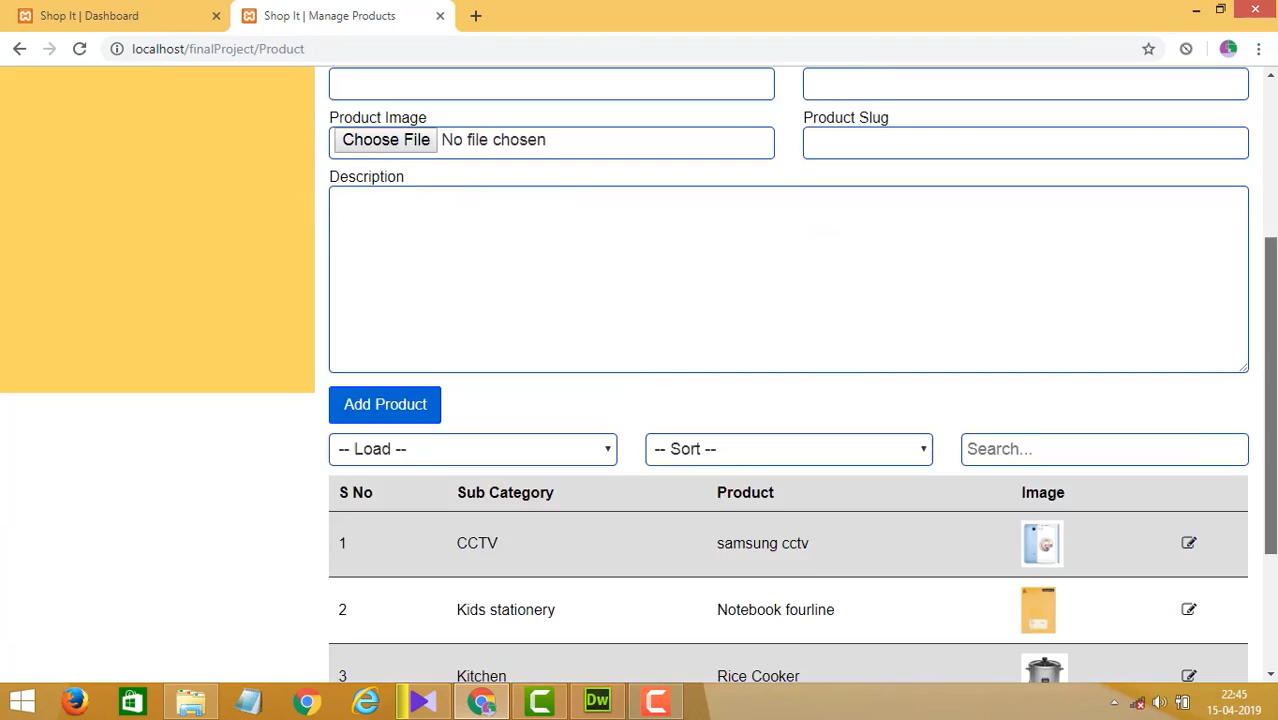 Shop It | Dashboard
Shop It | Manage Products
localhost/finalProject/Product
Product Image
Product Slug
Choose File No file chosen
Description
Add Product
-- Load --
-- Sort --
Search...
S No Sub Category Product Image
1 CCTV samsung cctv
2 Kids stationery Notebook fourline
3 Kitchen Rice Cooker
Dw
22:45
15-04-2019